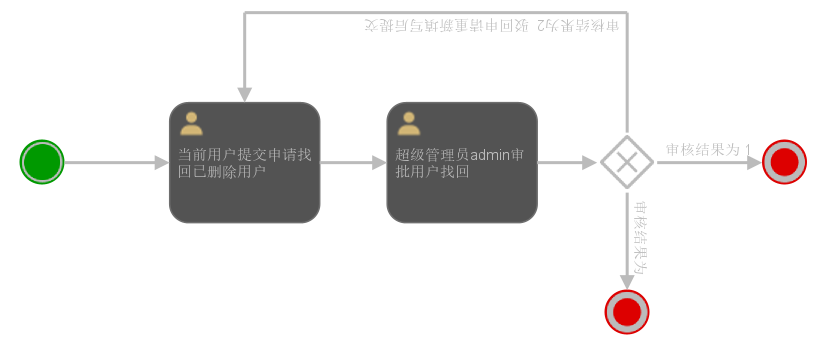 审核结果为2 驳回申请重新填写后提交
当前用户提交申请找
回已删除用户
超级管理员admin审
批用户找回
审核结果为 1
审核结果为